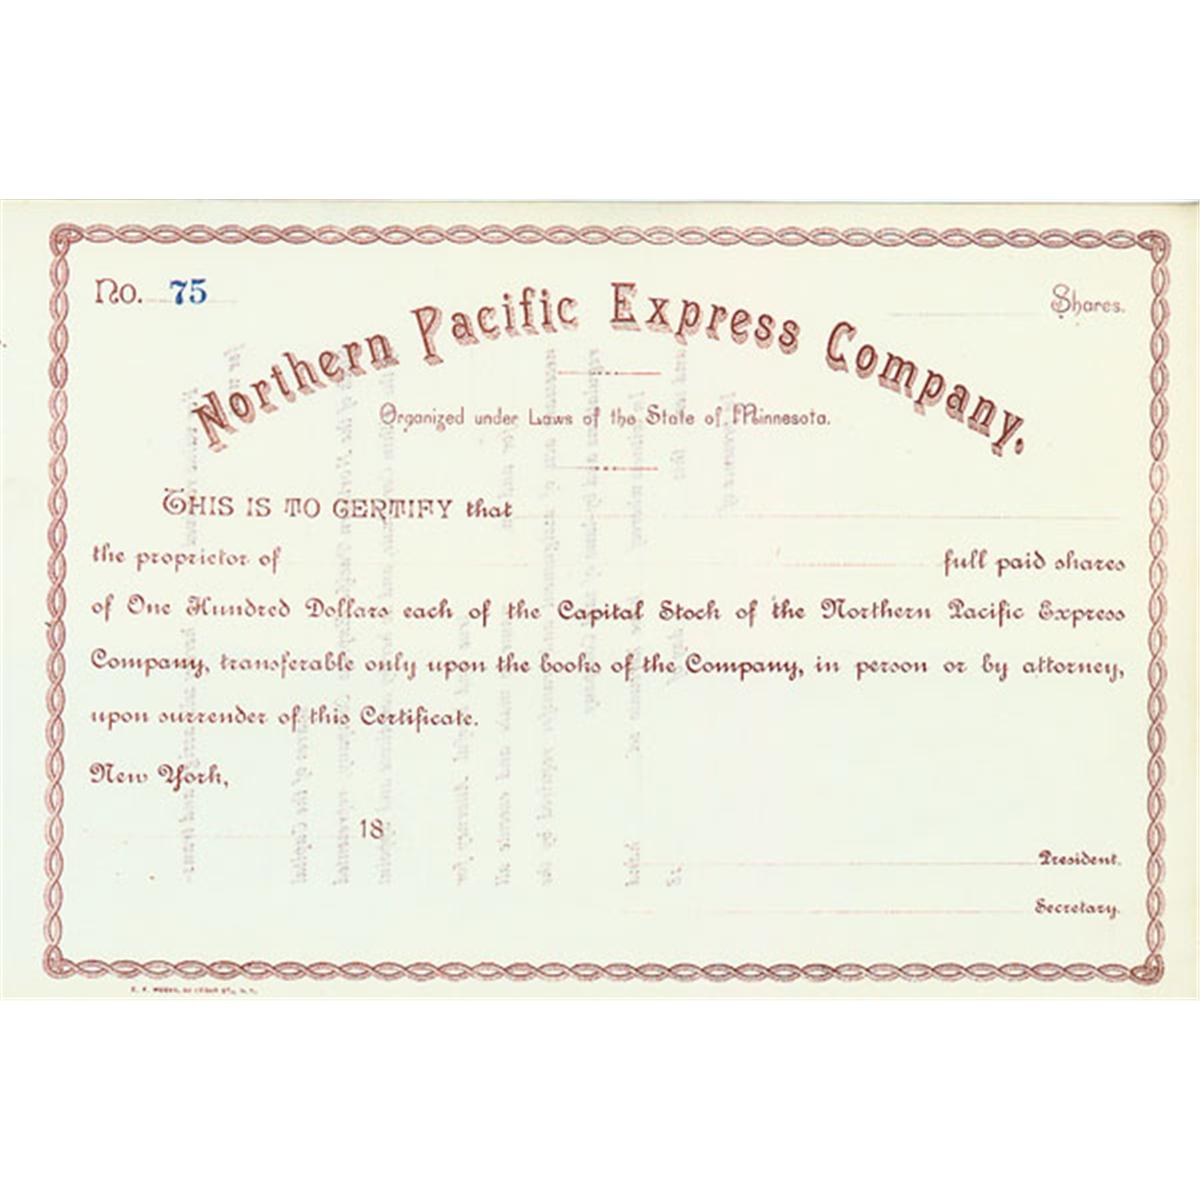 No. 75
Shares.
Northern Pacific Express Company.
Organized under Laws of the State of Minnesota.
THIS IS TO CERTIFY that
the proprietor of full paid shares
of One Hundred Dollars each of the Capital Stock of the Northern Pacific Express
Company, transferable only upon the books of the Company, in person or by attorney,
upon surrender of this Certificate.
New York,
18
President.
Secretary.